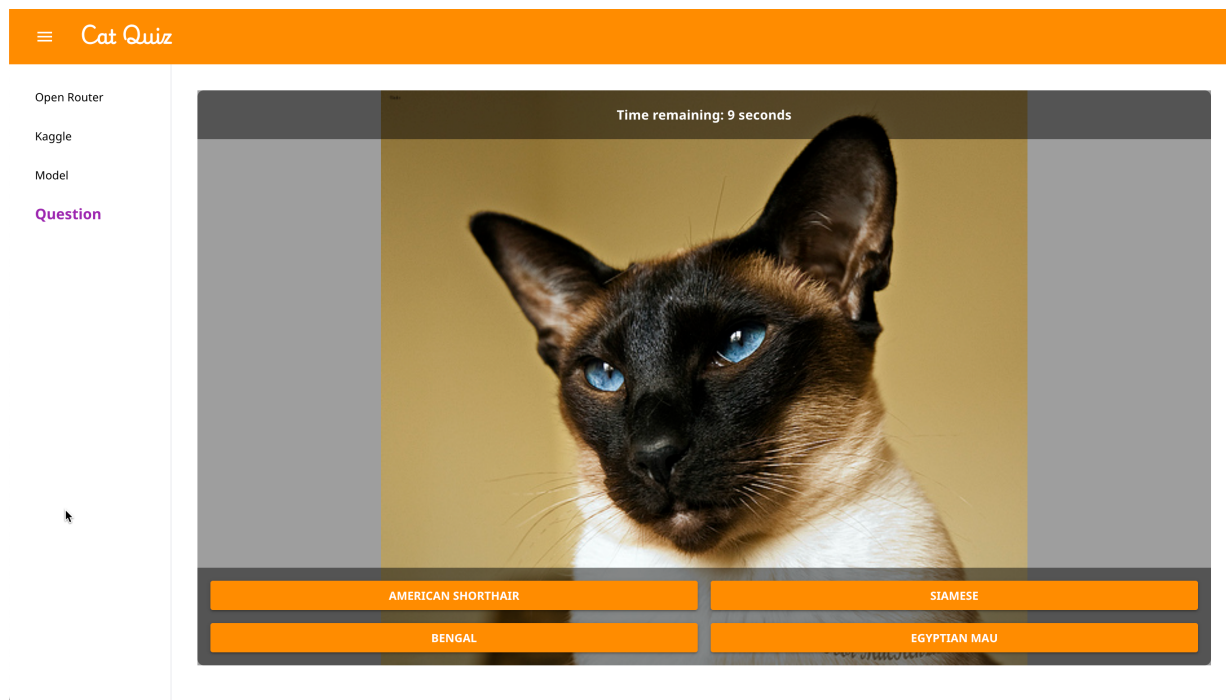 Cat Quiz
Open Router
Kaggle
Model
Question
Time remaining: 9 seconds
AMERICAN SHORTHAIR
SIAMESE
BENGAL
EGYPTIAN MAU